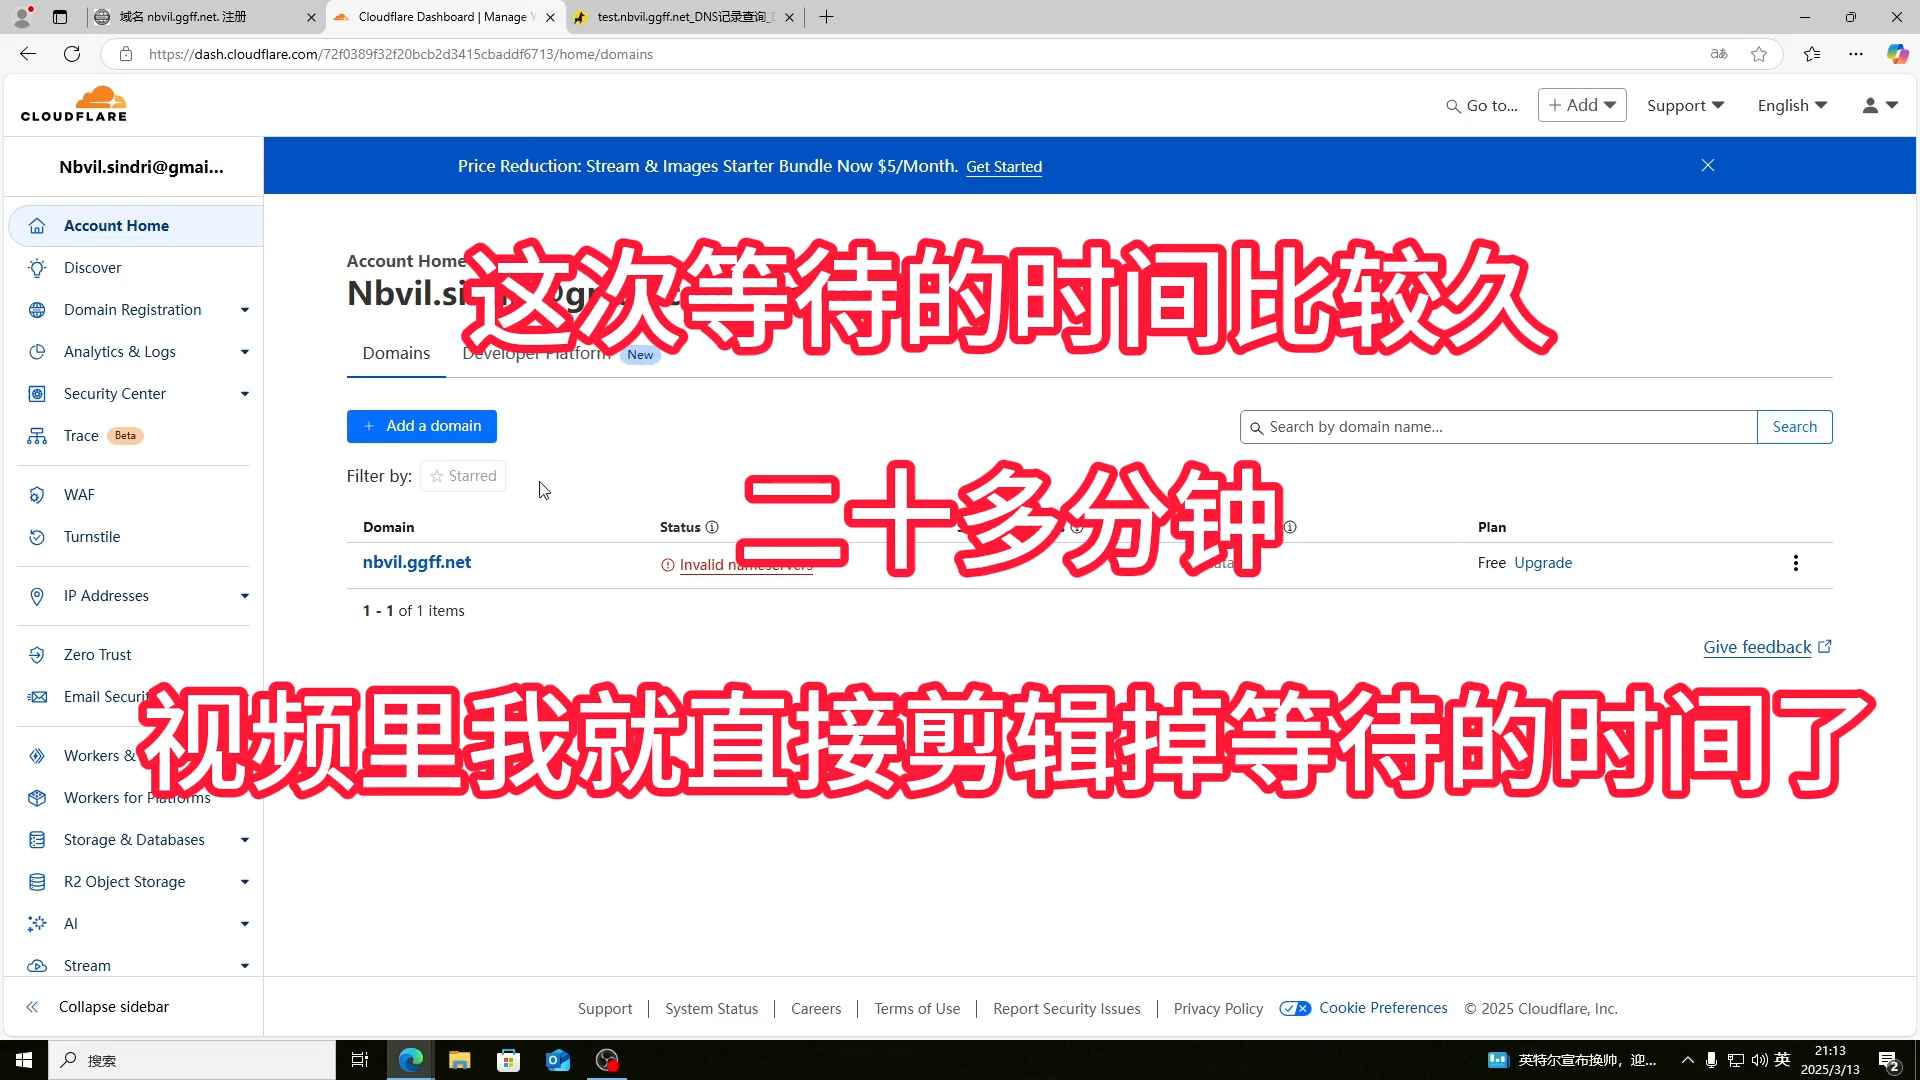 域名 nbvil.ggff.net. 注册
Cloudflare Dashboard | Manage Y
test.nbvil.ggff.net_DNS记录查询_
https://dash.cloudflare.com/72f0389f32f20bcb2d3415cbaddf6713/home/domains
CLOUDFLARE
Go to...
Add
Support
English
Nbvil.sindri@gmai...
Price Reduction: Stream & Images Starter Bundle Now $5/Month. Get Started
Account Home
Discover
Domain Registration
Analytics & Logs
Security Center
Trace Beta
WAF
Turnstile
IP Addresses
Zero Trust
Email Securit
Workers &
Workers for Platforms
Storage & Databases
R2 Object Storage
AI
Stream
Collapse sidebar
Account Home
这次等待的时间比较久
Domains
Developer Platform New
Add a domain
Search by domain name...
Search
Filter by:
Starred
二十多分钟
Domain
Status
Plan
nbvil.ggff.net
Invalid nameservers
Free Upgrade
1 - 1 of 1 items
Give feedback
视频里我就直接剪辑掉等待的时间了
Support
System Status
Careers
Terms of Use
Report Security Issues
Privacy Policy
Cookie Preferences
© 2025 Cloudflare, Inc.
搜索
英特尔宣布换帅，迎...
英
21:13
2025/3/13
2